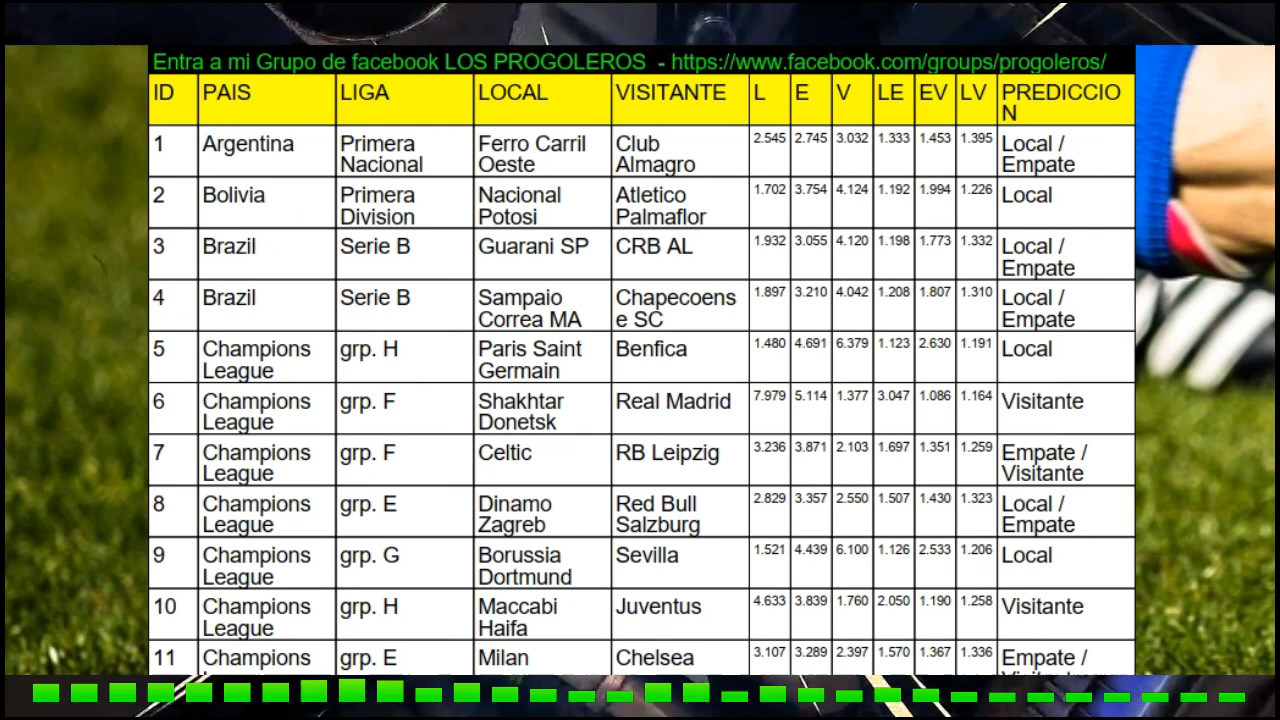 Entra a mi Grupo de facebook LOS PROGOLEROS - https://www.facebook.com/groups/progoleros/
ID PAIS LIGA LOCAL VISITANTE L E V LE EV LV PREDICCIO
N
1 Argentina Primera Ferro Carril Club 2.545 2.745 3.032 1.333 1.453 1.395 Local /
Nacional Oeste Almagro Empate
2 Bolivia Primera Nacional Atletico 1.702 3.754 4.124 1.192 1.994 1.226 Local
Division Potosi Palmaflor
3 Brazil Serie B Guarani SP CRB AL 1.932 3.055 4.120 1.198 1.773 1.332 Local /
Empate
4 Brazil Serie B Sampaio Chapecoens 1.897 3.210 4.042 1.208 1.807 1.310 Local /
Correa MA e SC Empate
5 Champions grp. H Paris Saint Benfica 1.480 4.691 6.379 1.123 2.630 1.191 Local
League Germain
6 Champions grp. F Shakhtar Real Madrid 7.979 5.114 1.377 3.047 1.086 1.164 Visitante
League Donetsk
7 Champions grp. F Celtic RB Leipzig 3.236 3.871 2.103 1.697 1.351 1.259 Empate /
League Visitante
8 Champions grp. E Dinamo Red Bull 2.829 3.357 2.550 1.507 1.430 1.323 Local /
League Zagreb Salzburg Empate
9 Champions grp. G Borussia Sevilla 1.521 4.439 6.100 1.126 2.533 1.206 Local
League Dortmund
10 Champions grp. H Maccabi Juventus 4.633 3.839 1.760 2.050 1.190 1.258 Visitante
League Haifa
11 Champions grp. E Milan Chelsea 3.107 3.289 2.397 1.570 1.367 1.336 Empate /